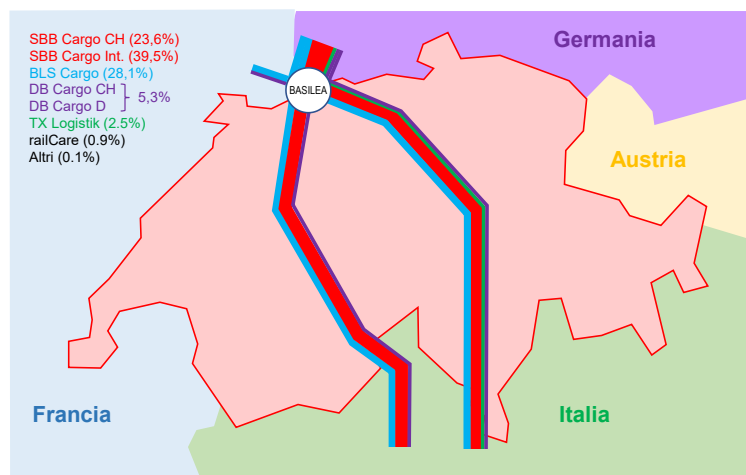 SBB Cargo CH (23,6%)
SBB Cargo Int. (39,5%)
BLS Cargo (28,1%)
DB Cargo CH
DB Cargo D
5,3%
TX Logistik (2.5%)
railCare (0.9%)
Altri (0.1%)
Germania
BASILEA
Austria
Francia
Italia